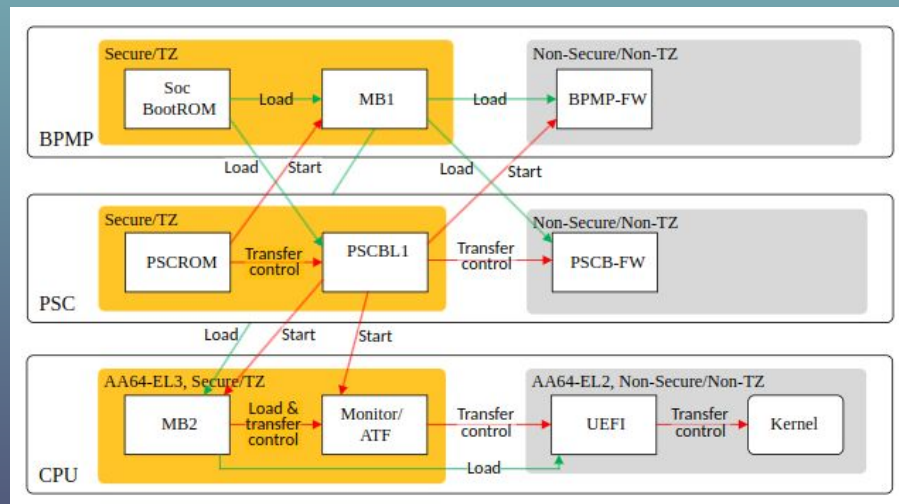 Secure/TZ
Non-Secure/Non-TZ
Soc
BootROM
Load
MB1
Load
BPMP-FW
BPMP
Load
Start
Load
Start
Secure/TZ
Non-Secure/Non-TZ
PSCROM
Transfer
control
PSCBL1
Transfer
control
PSCB-FW
PSC
Load
Start
Start
AA64-EL3, Secure/TZ
AA64-EL2, Non-Secure/Non-TZ
MB2
Load &
transfer
control
Monitor/
ATF
Transfer
control
UEFI
Transfer
control
Kernel
Load
CPU